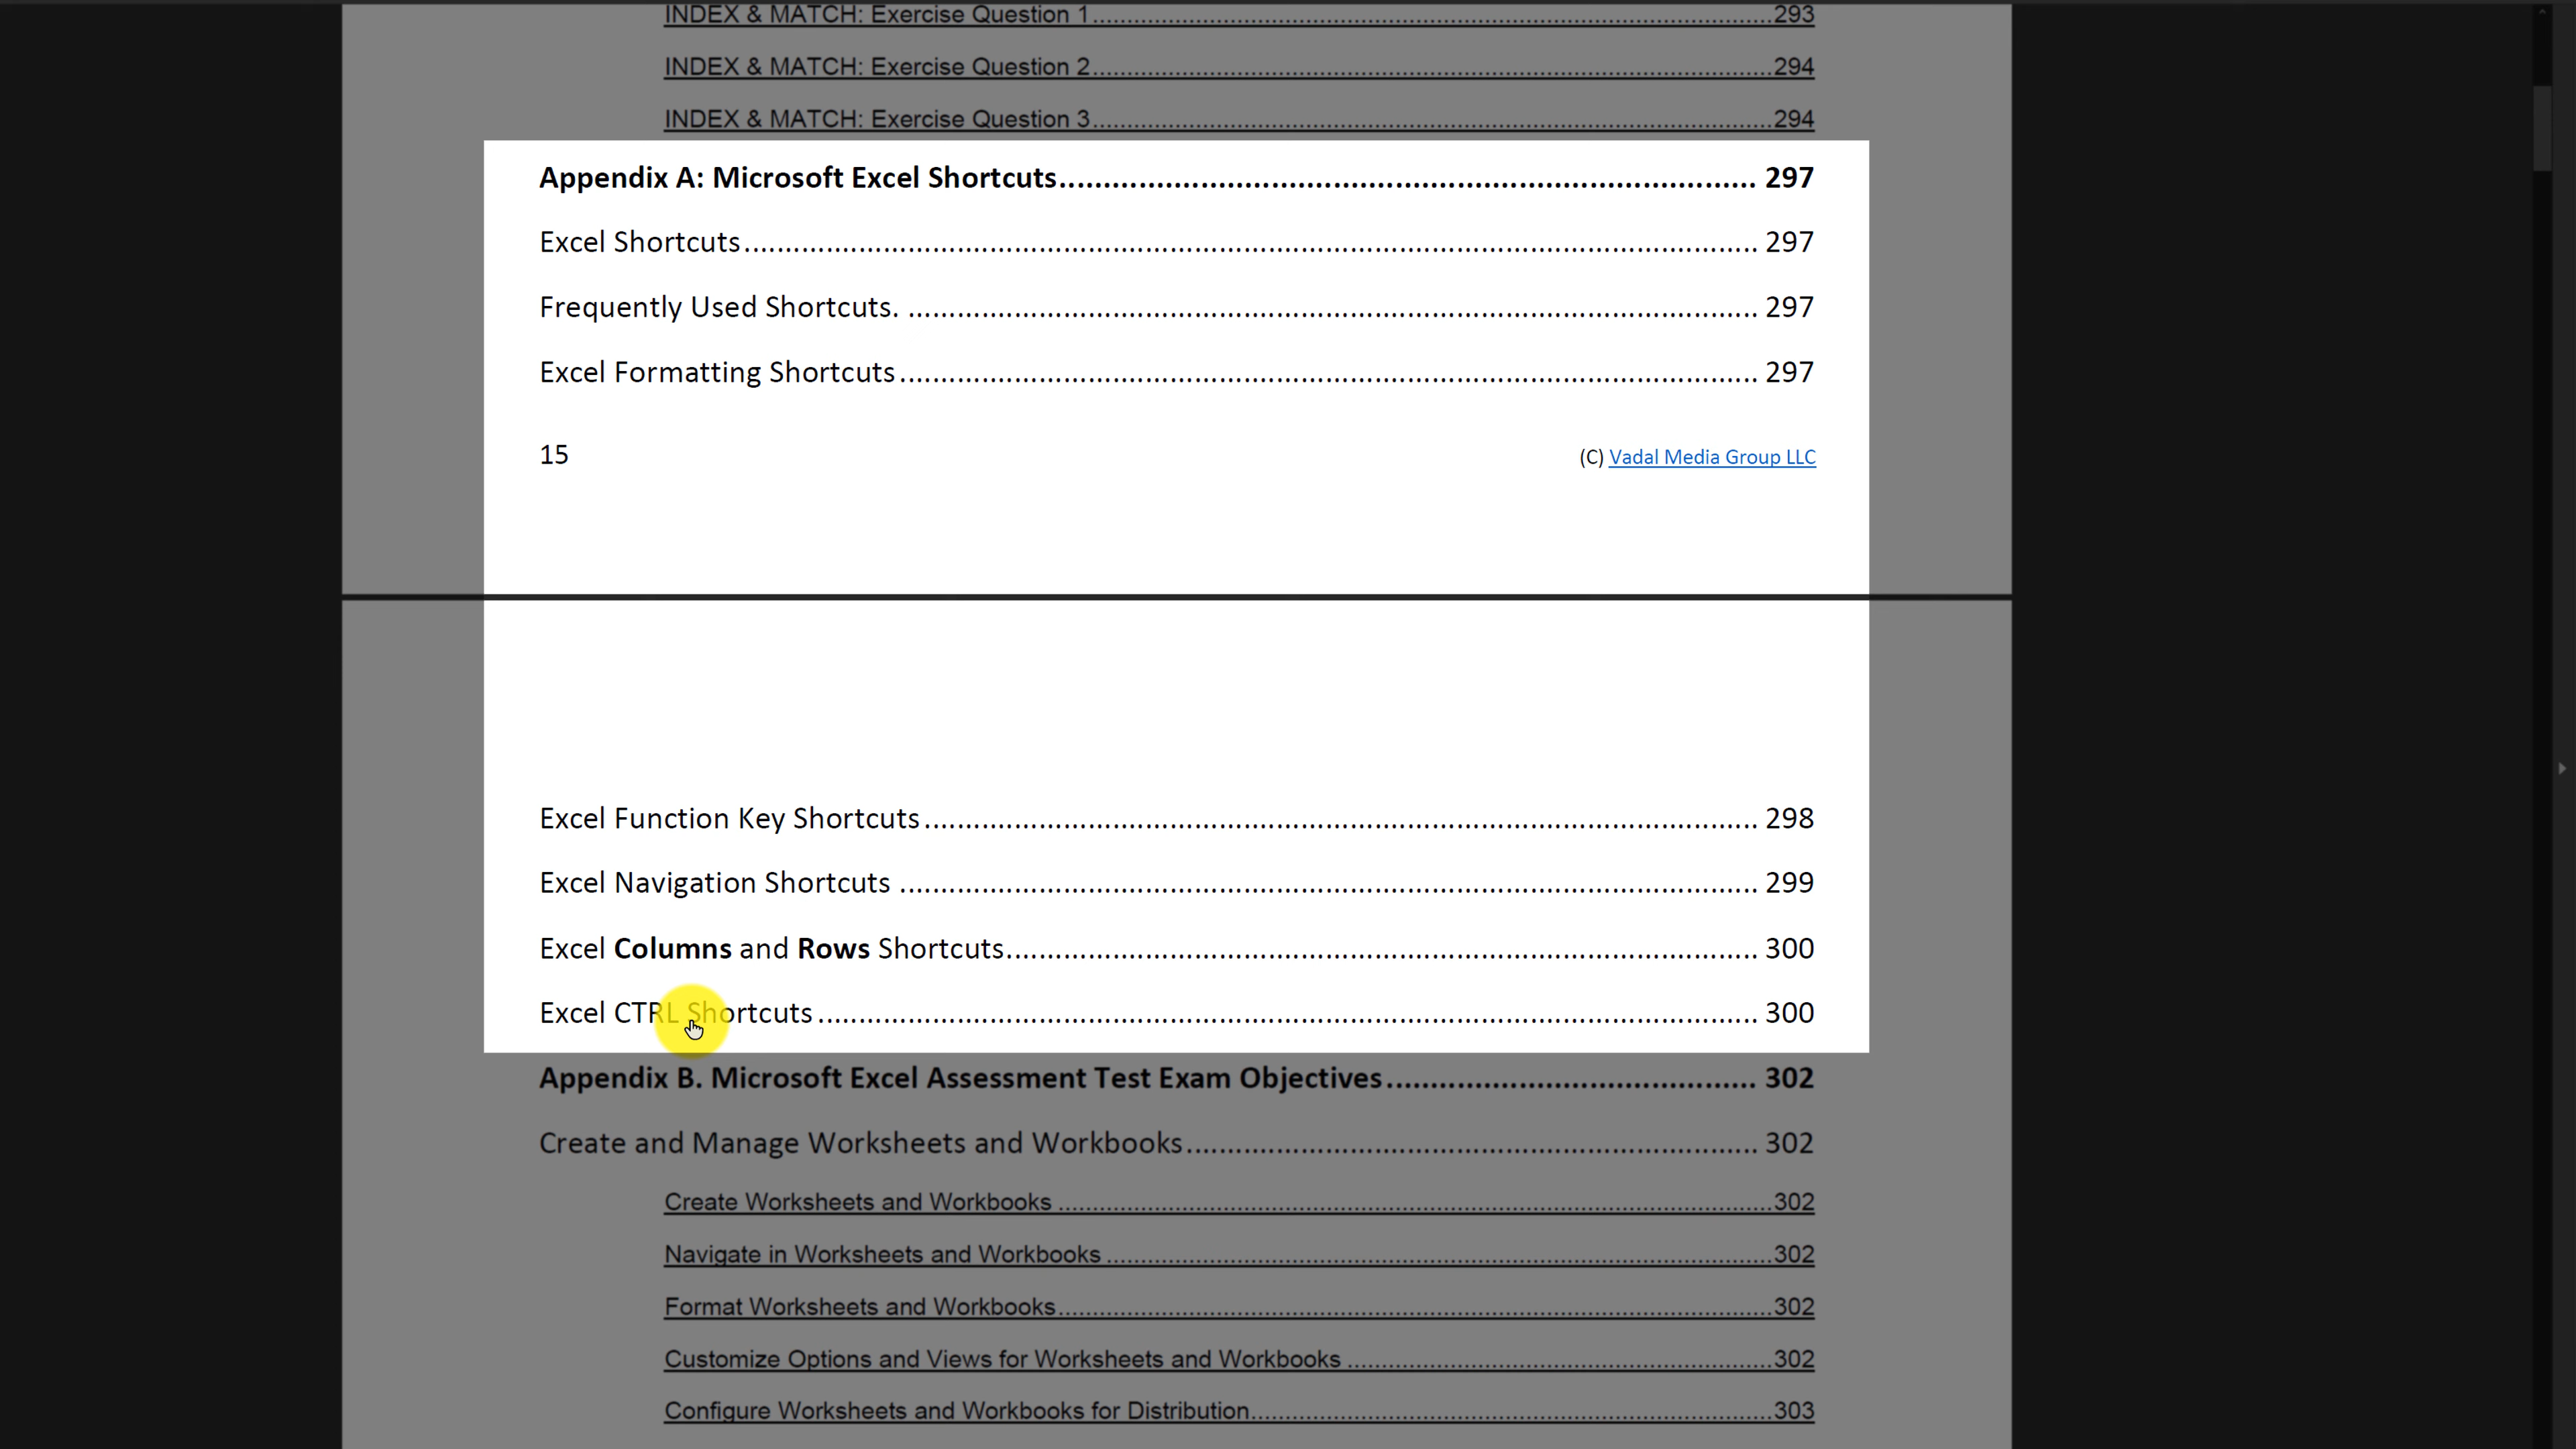 INDEX & MATCH: Exercise Question 1........................................293
INDEX & MATCH: Exercise Question 2........................................294
INDEX & MATCH: Exercise Question 3........................................294
Appendix A: Microsoft Excel Shortcuts........................................ 297
Excel Shortcuts........................................ 297
Frequently Used Shortcuts. ........................................ 297
Excel Formatting Shortcuts........................................ 297
15 (C) Vadal Media Group LLC
Excel Function Key Shortcuts........................................ 298
Excel Navigation Shortcuts ........................................ 299
Excel Columns and Rows Shortcuts........................................ 300
Excel CTRL Shortcuts........................................ 300
Appendix B. Microsoft Excel Assessment Test Exam Objectives........................................ 302
Create and Manage Worksheets and Workbooks........................................ 302
Create Worksheets and Workbooks ........................................302
Navigate in Worksheets and Workbooks ........................................302
Format Worksheets and Workbooks........................................302
Customize Options and Views for Worksheets and Workbooks ........................................302
Configure Worksheets and Workbooks for Distribution........................................303